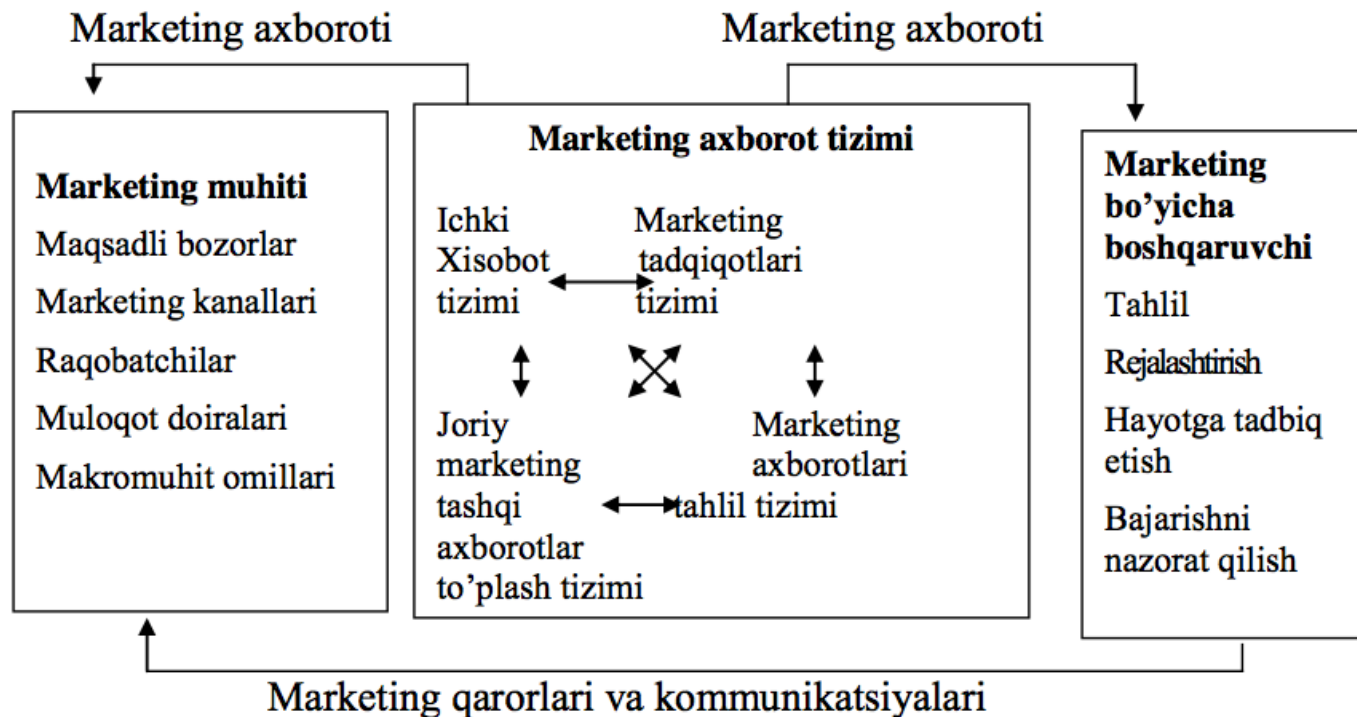 Marketing axboroti
Marketing axboroti
Marketing muhiti
Maqsadli bozorlar
Marketing kanallari
Raqobatchilar
Muloqot doiralari
Makromuhit omillari
Marketing axborot tizimi
Ichki
Xisobot
tizimi
Marketing
tadqiqotlari
tizimi
Joriy
marketing
tashqi
axborotlar
to’plash tizimi
Marketing
axborotlari
tahlil tizimi
Marketing
bo’yicha
boshqaruvchi
Tahlil
Rejalashtirish
Hayotga tadbiq
etish
Bajarishni
nazorat qilish
Marketing qarorlari va kommunikatsiyalari